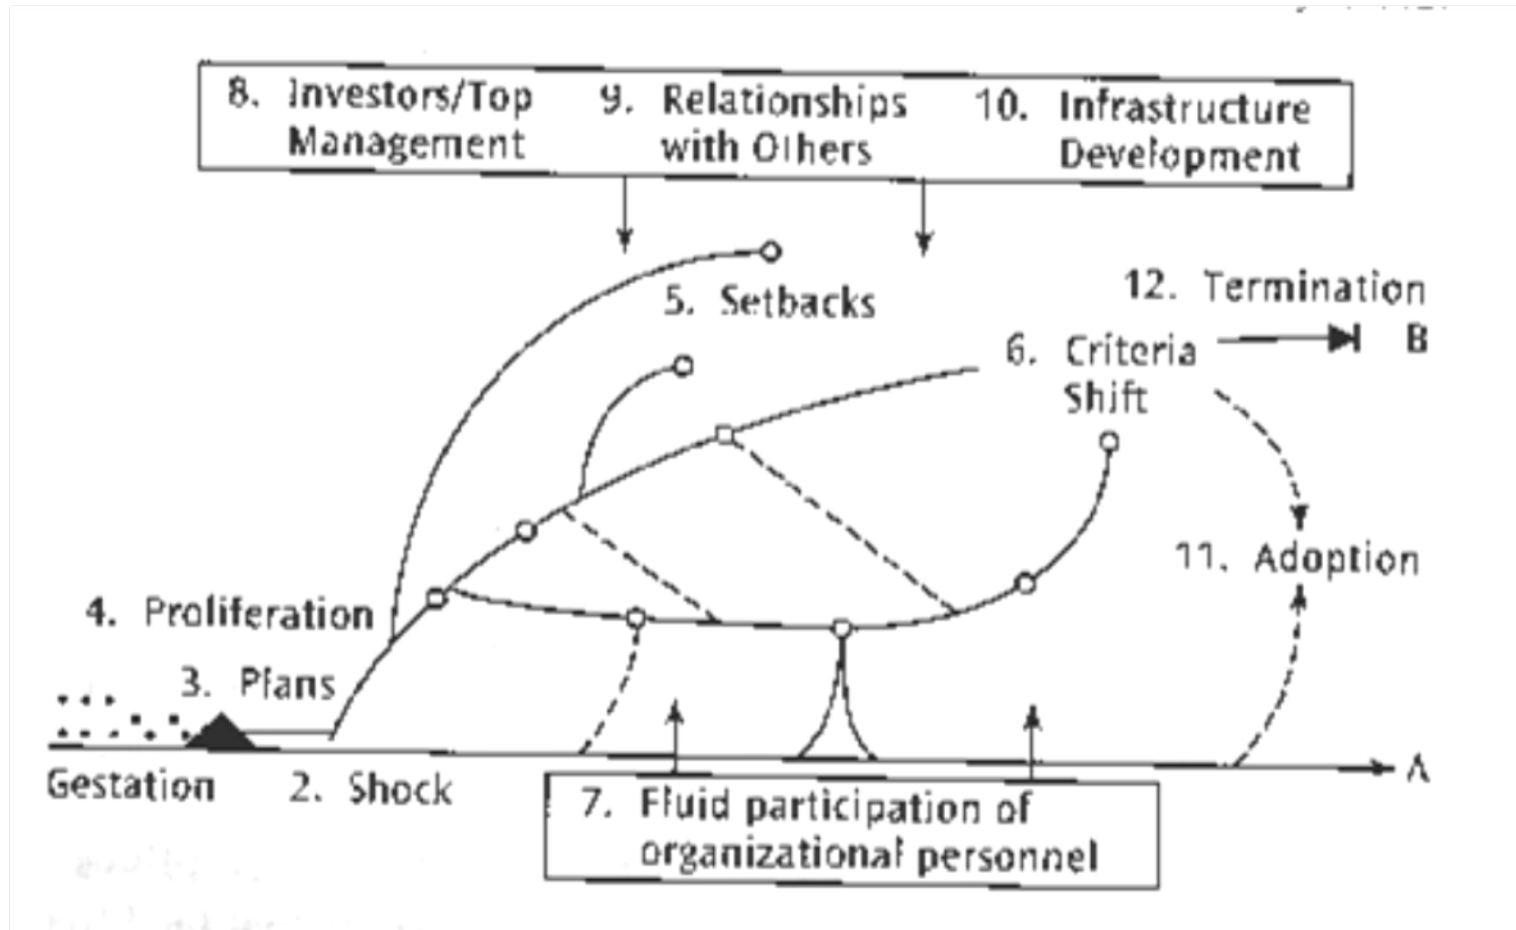 8. Investors/Top Management
9. Relationships with Others
10. Infrastructure Development
5. Setbacks
12. Termination
6. Criteria Shift
B
11. Adoption
4. Proliferation
3. Plans
Gestation
2. Shock
A
7. Fluid participation of
organizational personnel